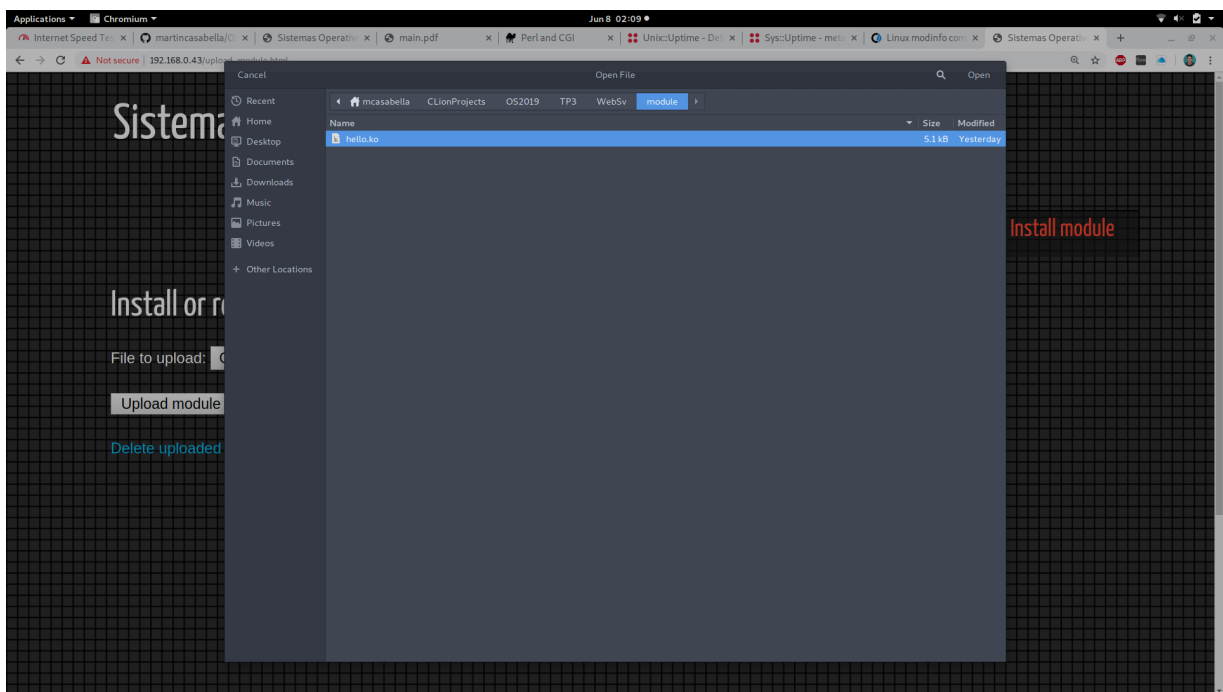 Applications Chromium Jun 8 02:09
Internet Speed Tes martincasabella/O Sistemas Operativ main.pdf Perl and CGI Unix::Uptime - Det Sys::Uptime - meta Linux modinfo com Sistemas Operativ
Not secure 192.168.0.43/upload_module.html
Cancel Open File Open
Recent mcasabella CLionProjects OS2019 TP3 WebSv module
Home Name Size Modified
hello.ko 5.1 kB Yesterday
Desktop
Documents
Downloads
Music
Pictures
Videos
Other Locations
Sistema
Install module
Install or re
File to upload:
Upload module
Delete uploaded